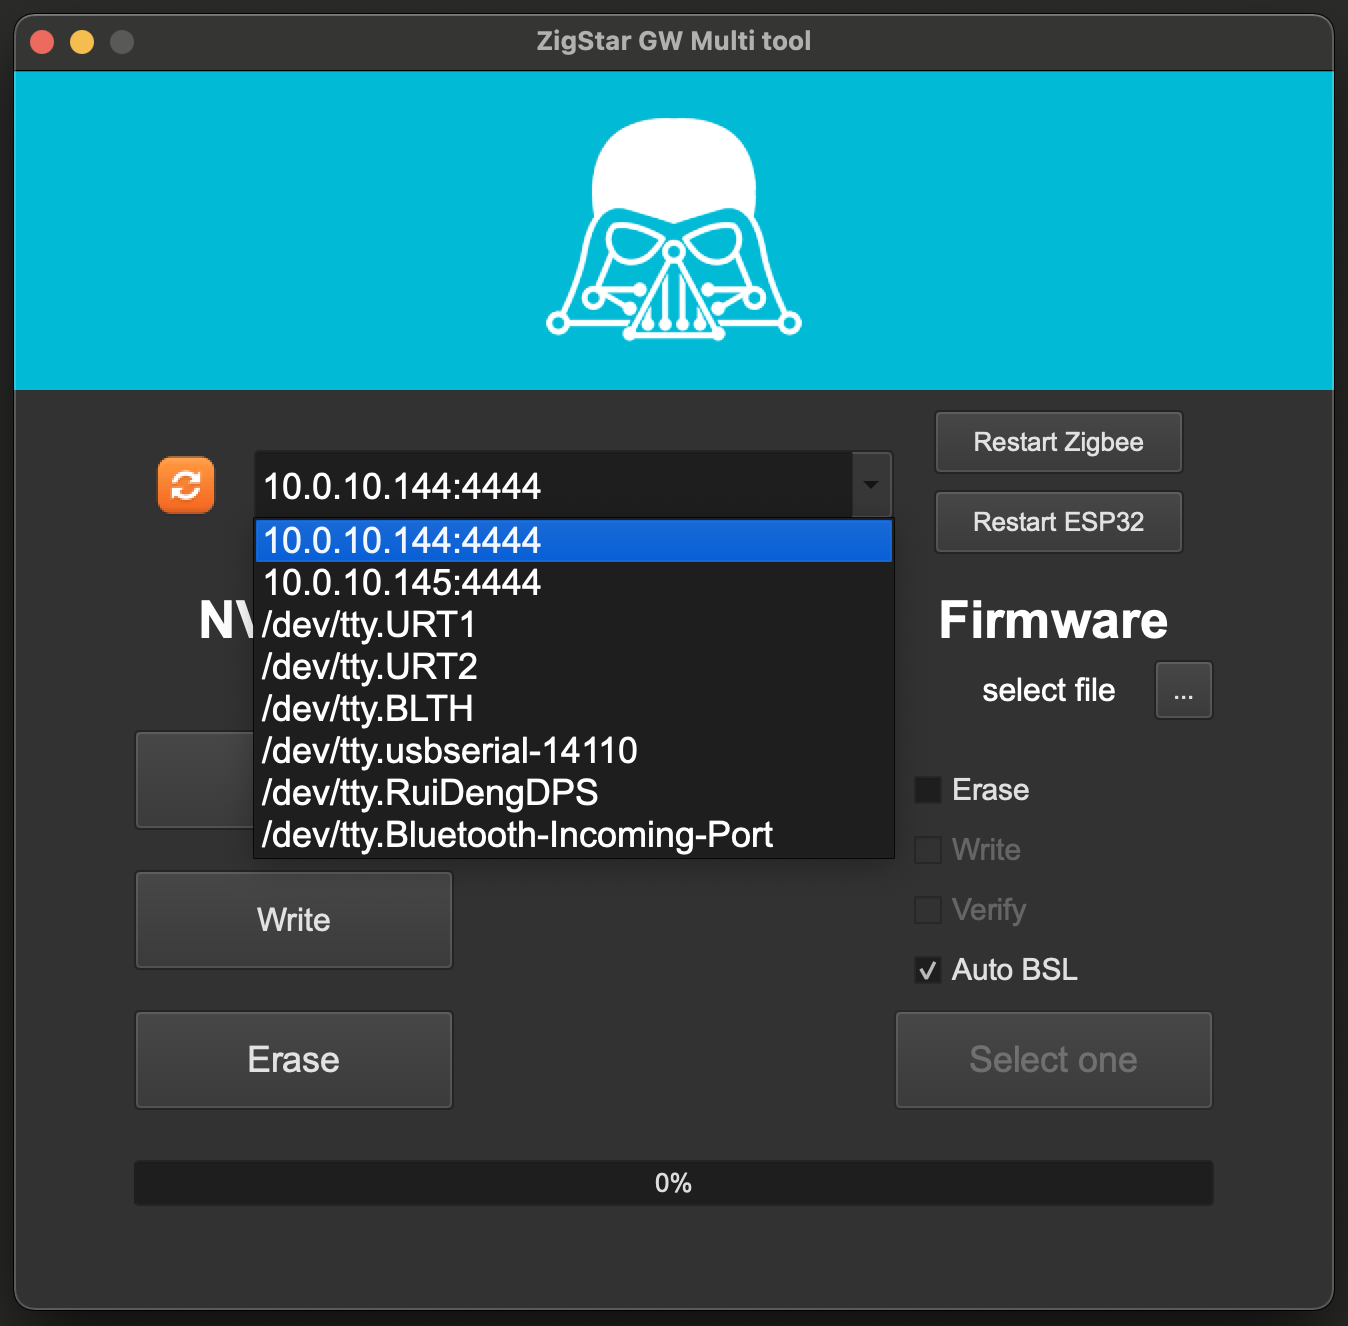 ZigStar GW Multi tool
10.0.10.144:4444
Restart Zigbee
Restart ESP32
10.0.10.144:4444
10.0.10.145:4444
/dev/tty.URT1
/dev/tty.URT2
/dev/tty.BLTH
/dev/tty.usbserial-14110
/dev/tty.RuiDengDPS
/dev/tty.Bluetooth-Incoming-Port
Write
Erase
Firmware
select file
...
Erase
Write
Verify
Auto BSL
Select one
0%